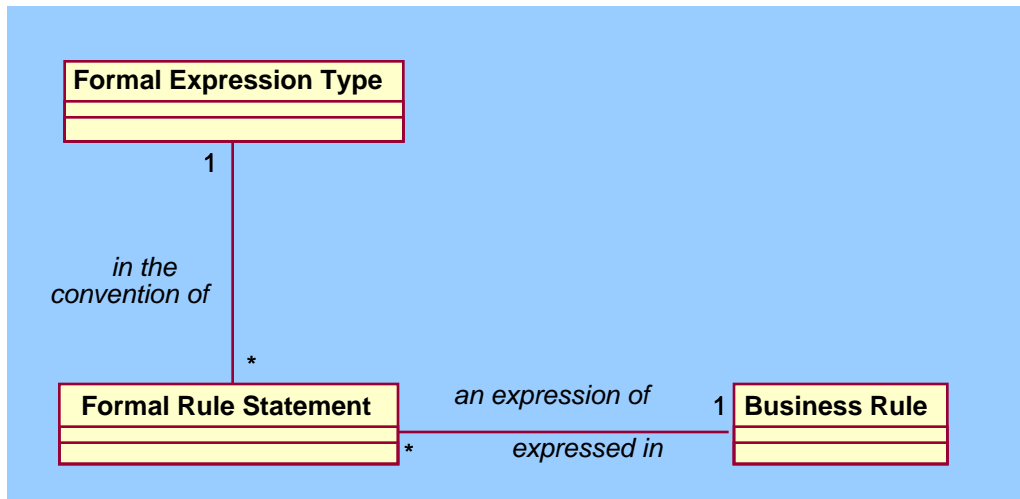 Formal Expression Type
1
in the
convention of
*
Formal Rule Statement
an expression of
1
Business Rule
*
expressed in